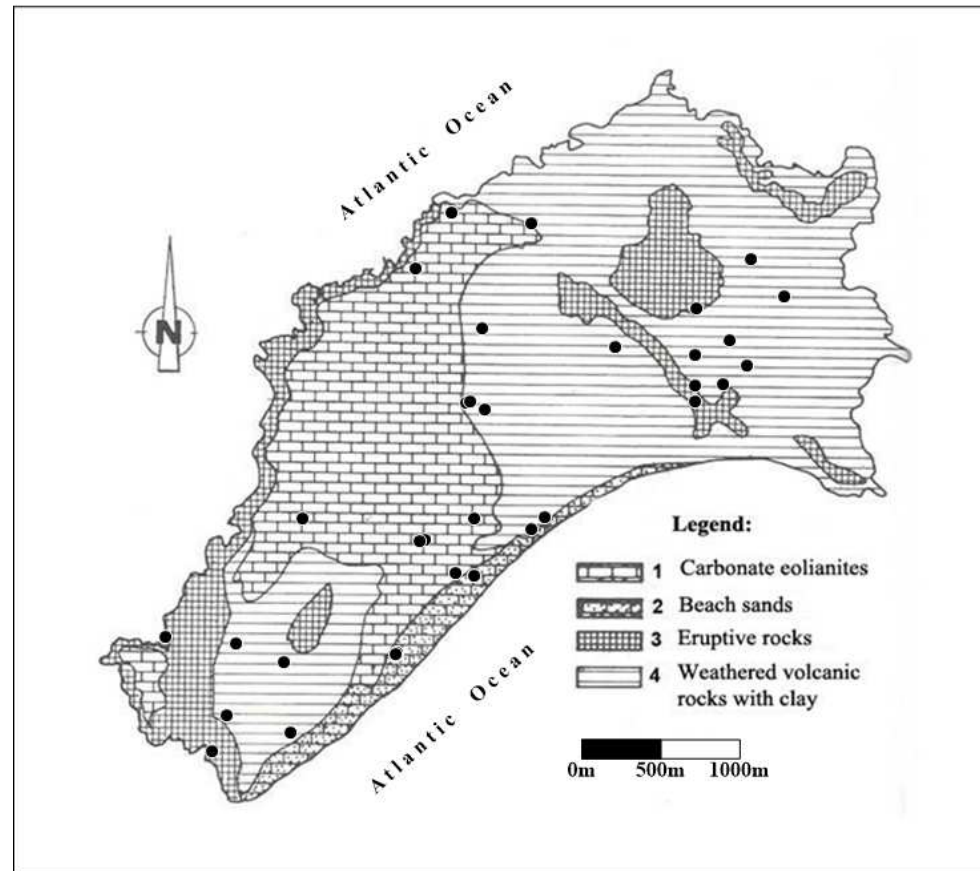 Atlantic Ocean
N
Legend:
1 Carbonate eolianites
2 Beach sands
3 Eruptive rocks
4 Weathered volcanic
rocks with clay
Atlantic Ocean
0m 500m 1000m